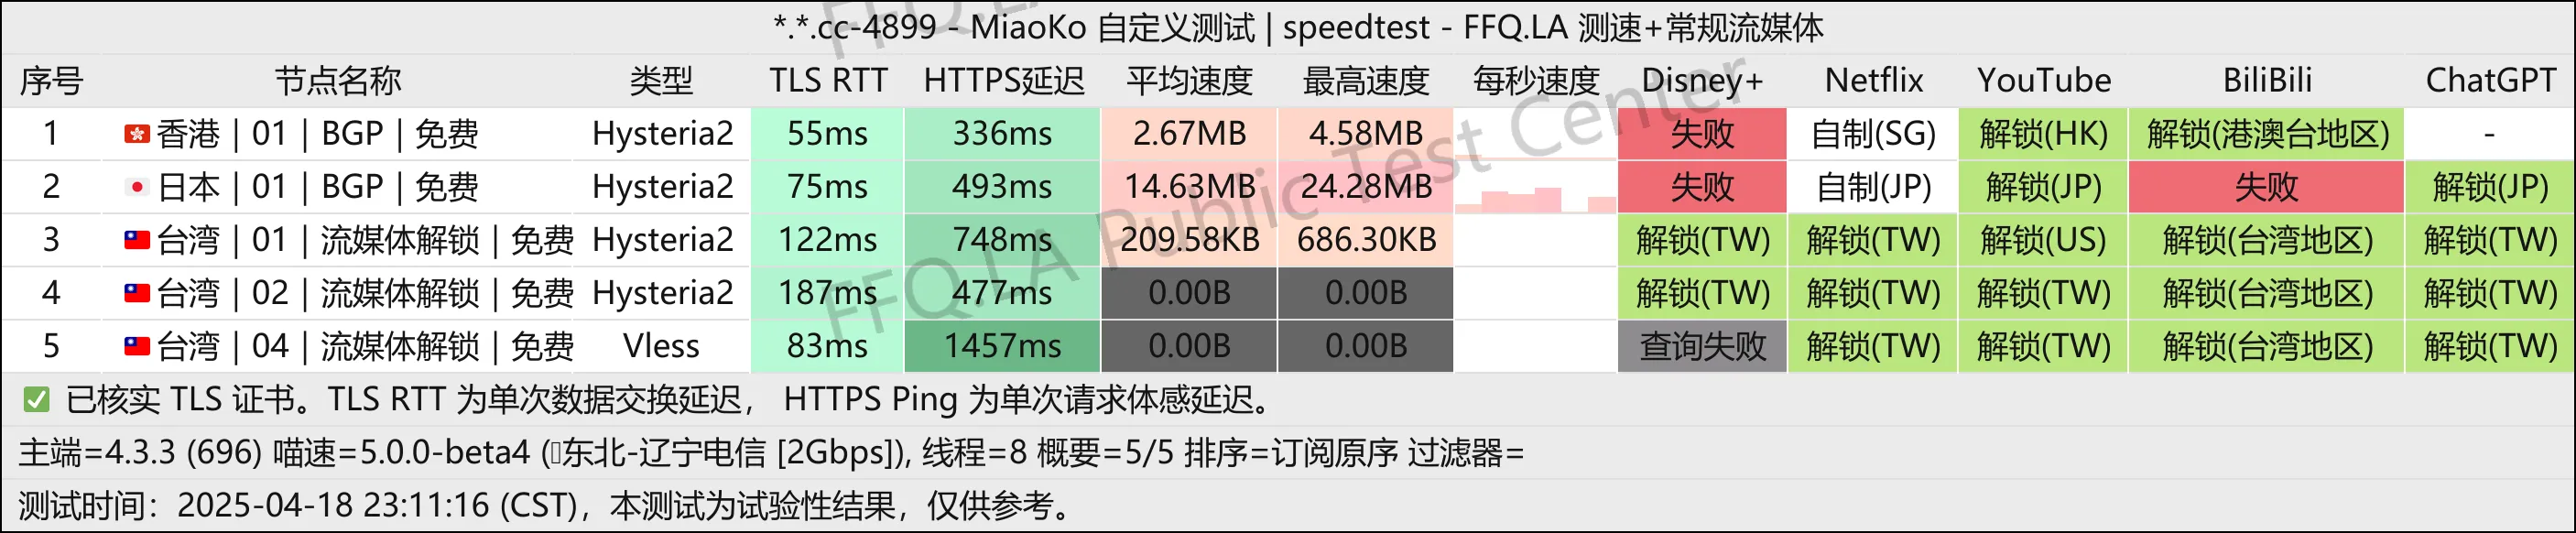 *.*.cc-4899 - MiaoKo 自定义测试 | speedtest - FFQ.LA 测速+常规流媒体
序号 节点名称 类型 TLS RTT HTTPS延迟 平均速度 最高速度 每秒速度 Disney+ Netflix YouTube BiliBili ChatGPT
1 香港 | 01 | BGP | 免费 Hysteria2 55ms 336ms 2.67MB 4.58MB 失败 自制(SG) 解锁(HK) 解锁(港澳台地区) -
2 日本 | 01 | BGP | 免费 Hysteria2 75ms 493ms 14.63MB 24.28MB 失败 自制(JP) 解锁(JP) 失败 解锁(JP)
3 台湾 | 01 | 流媒体解锁 | 免费 Hysteria2 122ms 748ms 209.58KB 686.30KB 解锁(TW) 解锁(TW) 解锁(US) 解锁(台湾地区) 解锁(TW)
4 台湾 | 02 | 流媒体解锁 | 免费 Hysteria2 187ms 477ms 0.00B 0.00B 解锁(TW) 解锁(TW) 解锁(TW) 解锁(台湾地区) 解锁(TW)
5 台湾 | 04 | 流媒体解锁 | 免费 Vless 83ms 1457ms 0.00B 0.00B 查询失败 解锁(TW) 解锁(TW) 解锁(台湾地区) 解锁(TW)
✅ 已核实 TLS 证书。TLS RTT 为单次数据交换延迟， HTTPS Ping 为单次请求体感延迟。
主端=4.3.3 (696) 喵速=5.0.0-beta4 (东北-辽宁电信 [2Gbps]), 线程=8 概要=5/5 排序=订阅原序 过滤器=
测试时间：2025-04-18 23:11:16 (CST)，本测试为试验性结果，仅供参考。
FFQ.LA Public Test Center
FFQ.LA